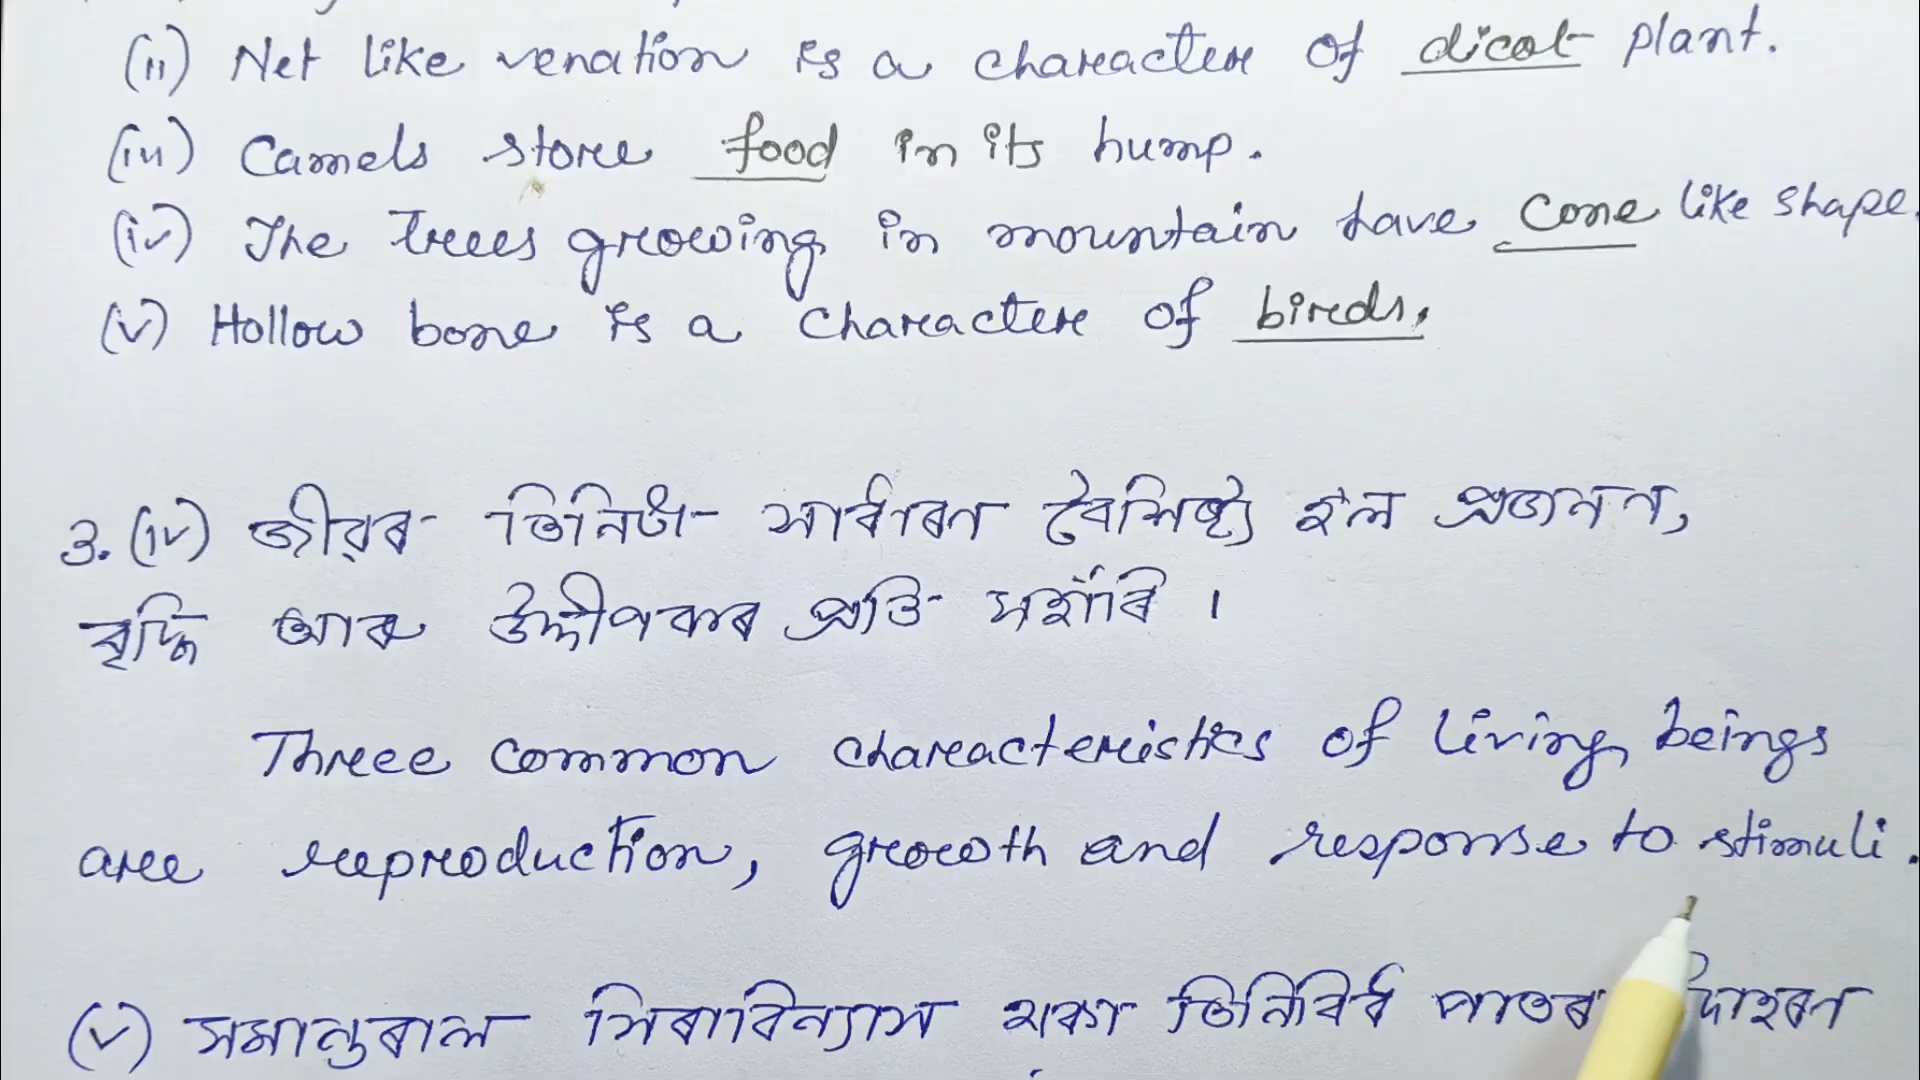 (ii) Net like venation is a character of dicot plant.
(iii) Camels store food in its hump.
(iv) The trees growing in mountain have cone like shape.
(v) Hollow bone is a character of birds.
3. (iv) জীৱৰ তিনিটা সাধাৰণ বৈশিষ্ট্য হ'ল প্ৰজনন,
বৃদ্ধি আৰু উদ্দীপকৰ প্ৰতি সঁহাৰি ।
Three common characteristics of living beings
are reproduction, growth and response to stimuli.
(v) সমান্তৰাল শিৰাবিন্যাস থকা তিনিবিধ পাতৰ